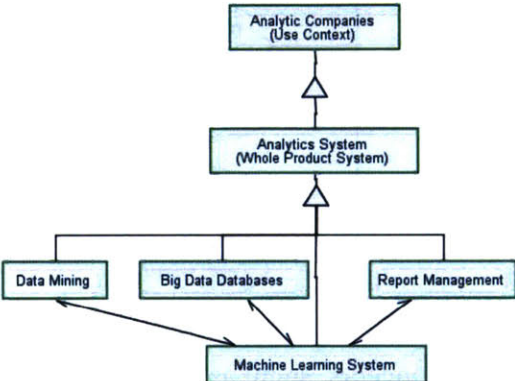 Analytic Companies
(Use Context)
Analytics System
(Whole Product System)
Data Mining
Big Data Databases
Report Management
Machine Learning System